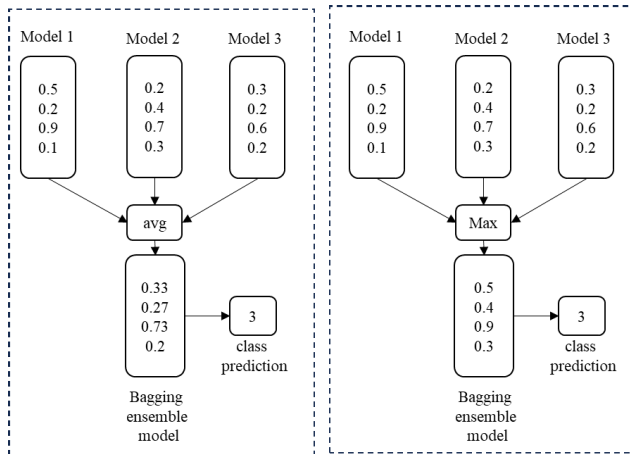 Model 1
Model 2
Model 3
0.5
0.2
0.9
0.1
0.2
0.4
0.7
0.3
0.3
0.2
0.6
0.2
avg
0.33
0.27
0.73
0.2
3
class
prediction
Bagging
ensemble
model
Model 1
Model 2
Model 3
0.5
0.2
0.9
0.1
0.2
0.4
0.7
0.3
0.3
0.2
0.6
0.2
Max
0.5
0.4
0.9
0.3
3
class
prediction
Bagging
ensemble
model